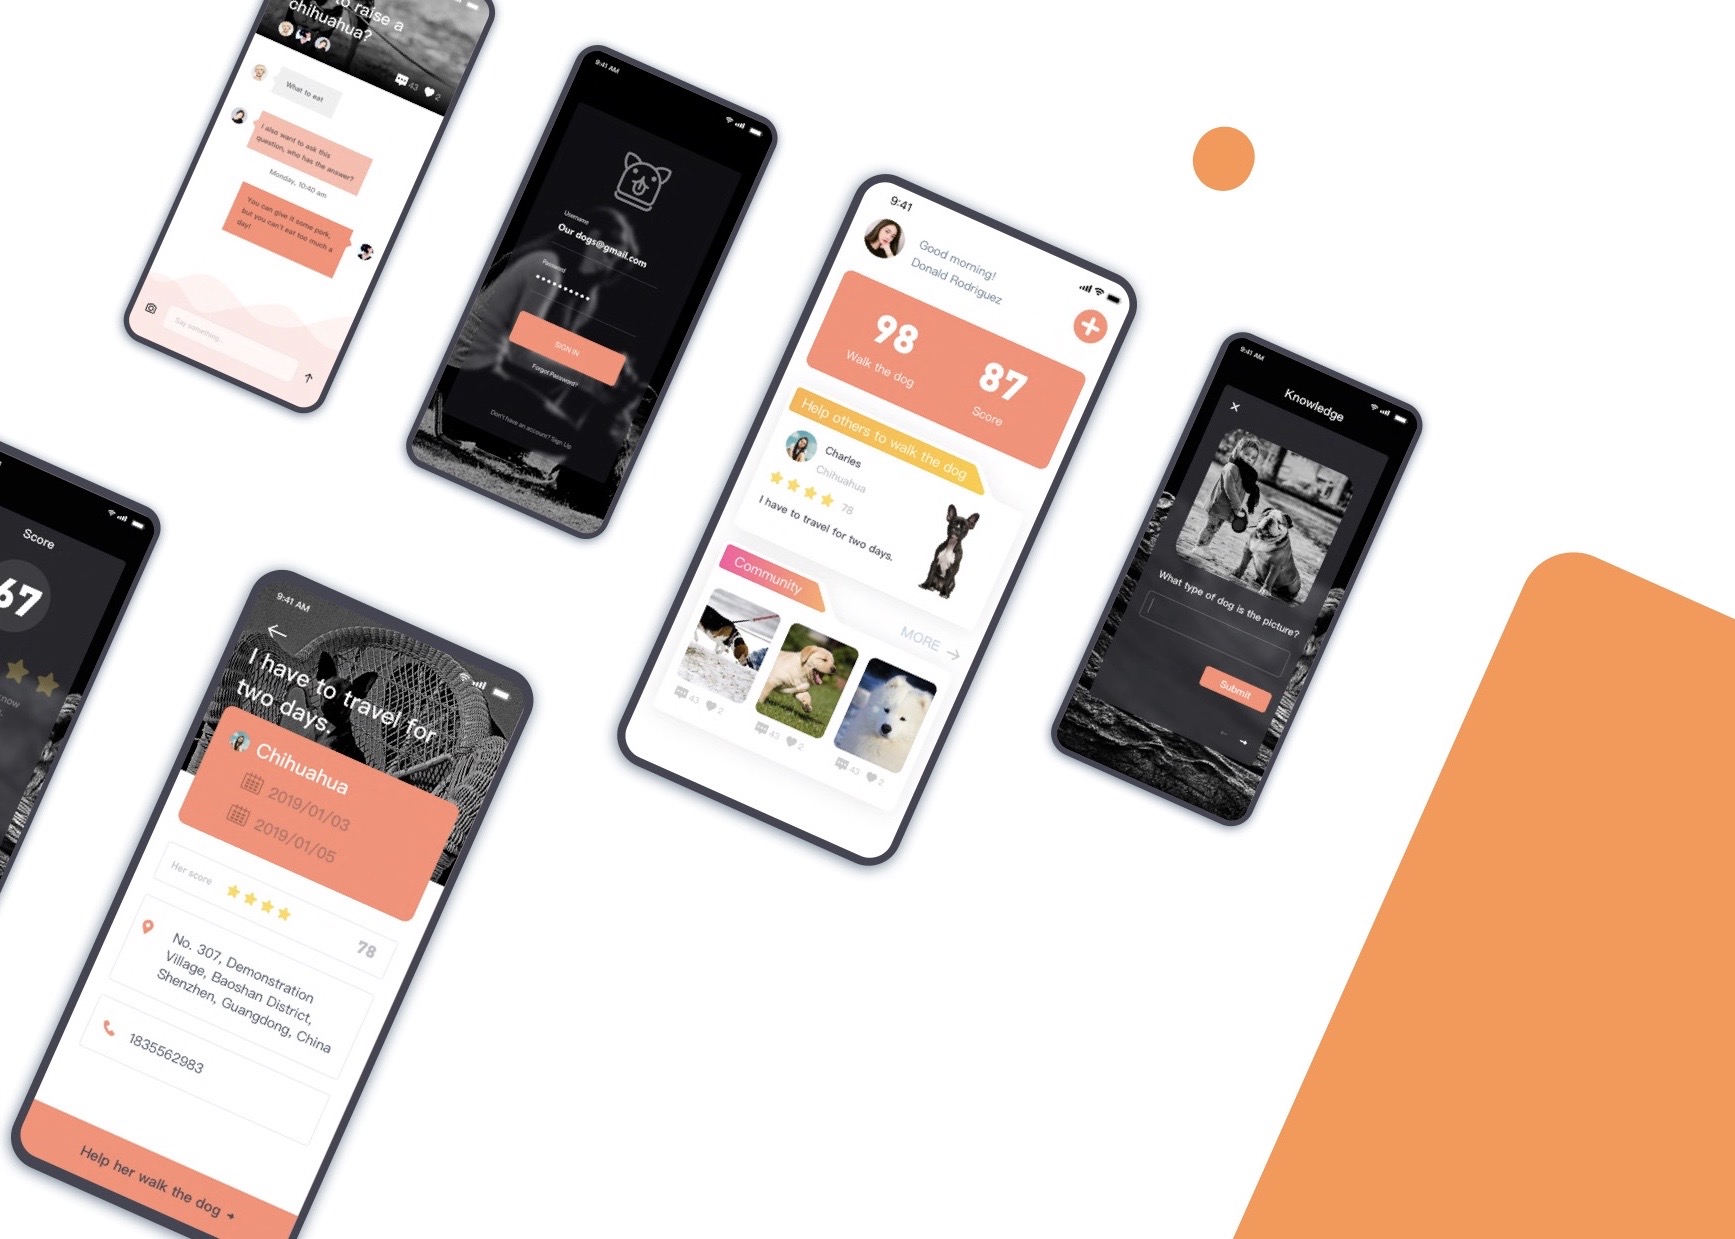 to raise a
chihuahua?
43 2
What to eat
I also want to ask this
question, who has the answer?
Monday, 10:40 am
You can give it some pork,
but you can't eat too much a
day!
Say something
9:41 AM
Username
Our dogs@gmail.com
Password
SIGN IN
Forgot Password?
Don't have an account? Sign Up
9:41
Good morning!
Donald Rodriguez
98
Walk the dog
87
Score
Help others to walk the dog
Charles
Chihuahua
78
I have to travel for two days.
Community
MORE
43 2
43 2
43 2
9:41 AM
Knowledge
What type of dog is the picture?
Submit
Score
67
know
9:41 AM
I have to travel for
two days.
Chihuahua
2019/01/03
2019/01/05
Her score
78
No. 307, Demonstration
Village, Baoshan District,
Shenzhen, Guangdong, China
1835562983
Help her walk the dog